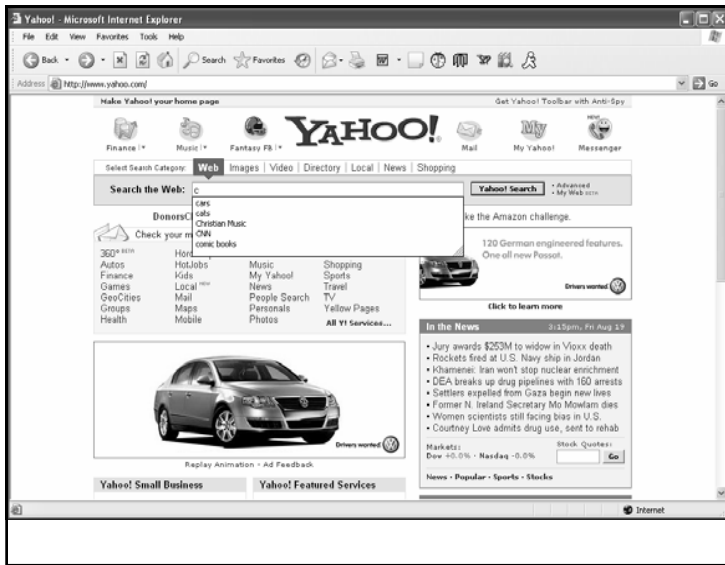 Yahoo! - Microsoft Internet Explorer
File Edit View Favorites Tools Help
Back Search Favorites
Address http://www.yahoo.com/ Go
Make Yahoo! your home page Get Yahoo! Toolbar with Anti-Spy
YAHOO!
NEW!
Finance Music Fantasy FB Mail My Yahoo! Messenger
Select Search Category: Web Images | Video | Directory | Local | News | Shopping
Search the Web: c Yahoo! Search • Advanced
• My Web BETA
cars
cats
Christian Music
CNN
comic books
DonorsC ke the Amazon challenge.
Check your m
360° BETA Hor
Autos HotJobs Music Shopping
Finance Kids My Yahoo! Sports
Games Local NEW News Travel
GeoCities Mail People Search TV
Groups Maps Personals Yellow Pages
Health Mobile Photos All Y! Services...
120 German engineered features.
One all new Passat.
Drivers wanted
Click to learn more
In the News 3:15pm, Fri Aug 19
• Jury awards $253M to widow in Vioxx death
• Rockets fired at U.S. Navy ship in Jordan
• Khamenei: Iran won't stop nuclear enrichment
• DEA breaks up drug pipelines with 160 arrests
• Settlers expelled from Gaza begin new lives
• Former N. Ireland Secretary Mo Mowlam dies
• Women scientists still facing bias in U.S.
• Courtney Love admits drug use, sent to rehab
Markets: Stock Quotes:
Dow +0.0% • Nasdaq -0.0% Go
News • Popular • Sports • Stocks
Drivers wanted
Replay Animation - Ad Feedback
Yahoo! Small Business Yahoo! Featured Services
Internet